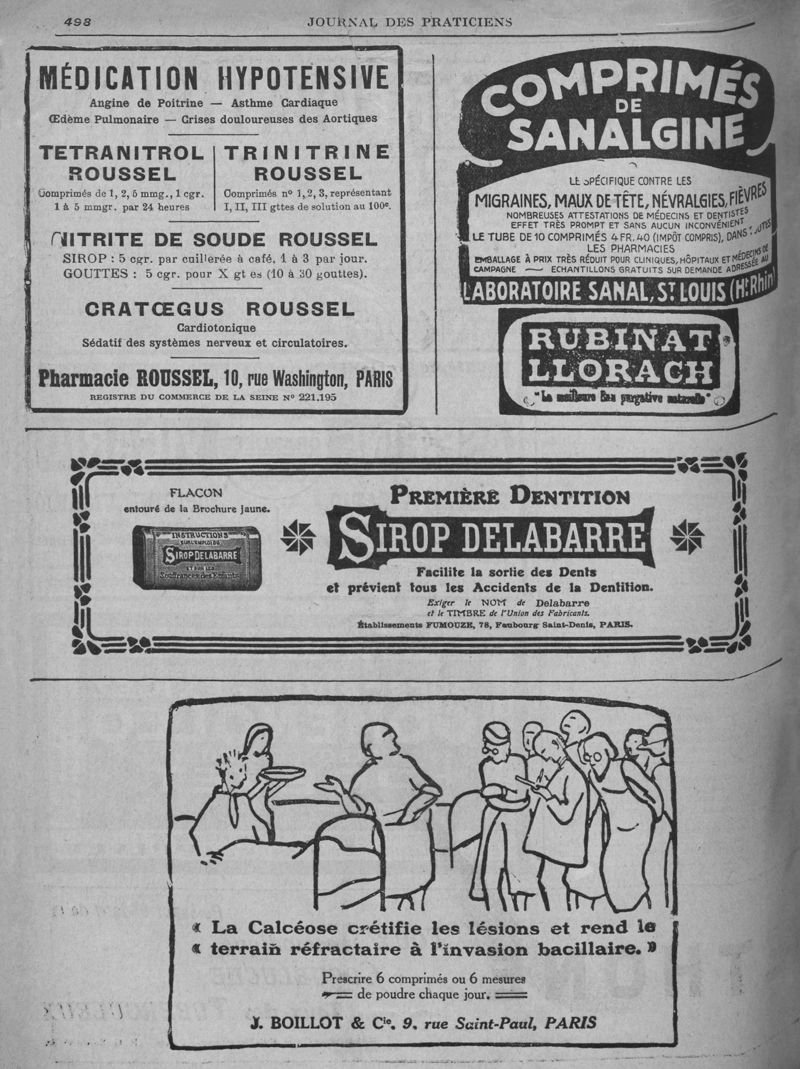 498
JOURNAL DES PRATICIENS
MÉDICATION HYPOTENSIVE
Angine de Poitrine — Asthme Cardiaque
Œdème Pulmonaire — Crises douloureuses des Aortiques
TETRANITROL
ROUSSEL
Comprimés de 1, 2, 5 mmg., 1 cgr.
1 à 5 mmgr. par 24 heures
TRINITRINE
ROUSSEL
Comprimés nº 1, 2, 3, représentant
I, II, III gttes de solution au 100e.
NITRITE DE SOUDE ROUSSEL
SIROP : 5 cgr. par cuillerée à café, 1 à 3 par jour.
GOUTTES : 5 cgr. pour X gt es (10 à 30 gouttes).
CRATŒGUS ROUSSEL
Cardiotonique
Sédatif des systèmes nerveux et circulatoires.
Pharmacie ROUSSEL, 10, rue Washington, PARIS
REGISTRE DU COMMERCE DE LA SEINE Nº 221.195
COMPRIMÉS
DE
SANALGINE
LE SPÉCIFIQUE CONTRE LES
MIGRAINES, MAUX DE TÊTE, NÉVRALGIES, FIÈVRES
NOMBREUSES ATTESTATIONS DE MÉDECINS ET DENTISTES
EFFET TRÈS PROMPT ET SANS AUCUN INCONVÉNIENT
LE TUBE DE 10 COMPRIMÉS 4 FR. 40 (IMPÔT COMPRIS), DANS TOUTES
LES PHARMACIES
EMBALLAGE À PRIX TRÈS RÉDUIT POUR CLINIQUES, HÔPITAUX ET MÉDECINS DE
CAMPAGNE — ECHANTILLONS GRATUITS SUR DEMANDE ADRESSÉE AU
LABORATOIRE SANAL, ST LOUIS (Ht Rhin)
RUBINAT
LLORACH
"La meilleure Eau purgative naturelle"
FLACON
entouré de la Brochure jaune.
INSTRUCTIONS
SUR L'EMPLOI DU
SIROP DELABARRE
ET SUR LES
Souffrances des Enfants
PREMIÈRE DENTITION
SIROP DELABARRE
Facilite la sortie des Dents
et prévient tous les Accidents de la Dentition.
Exiger le NOM de Delabarre
et le TIMBRE de l'Union des Fabricants.
Établissements FUMOUZE, 78, Faubourg Saint-Denis, PARIS.
« La Calcéose crétifie les lésions et rend le
« terrain réfractaire à l'invasion bacillaire. »
Prescrire 6 comprimés ou 6 mesures
de poudre chaque jour.
J. BOILLOT & Cie. 9, rue Saint-Paul, PARIS